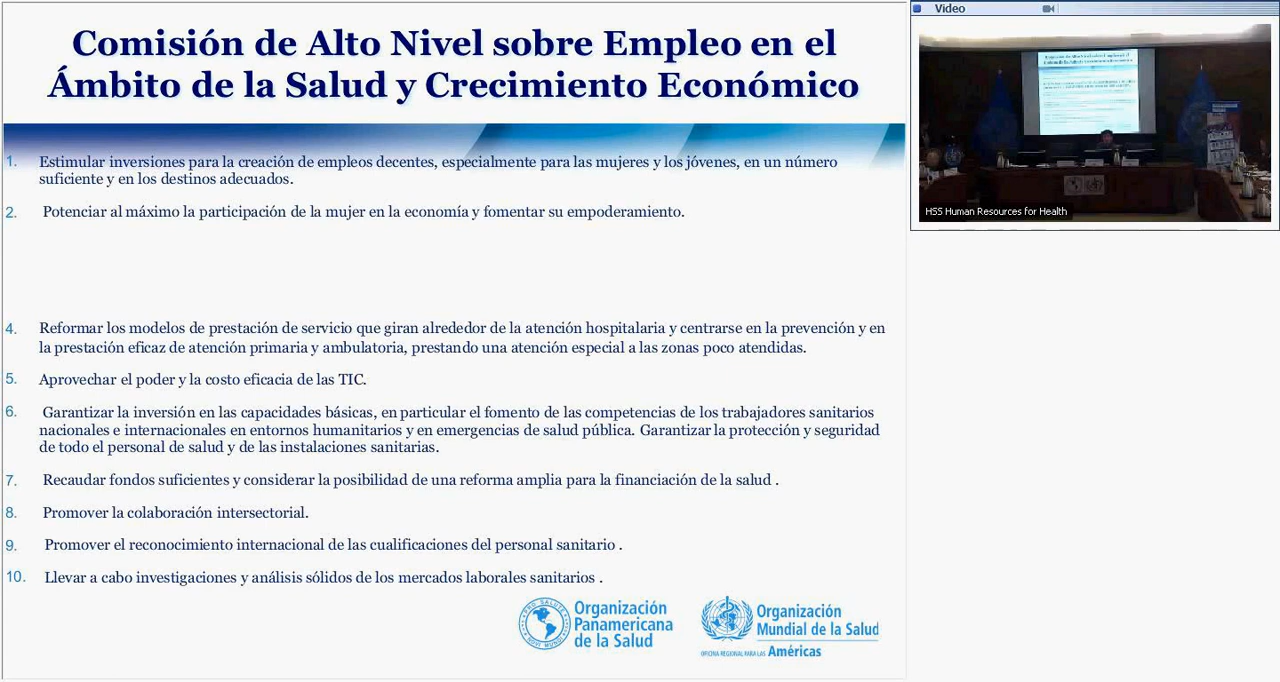 Comisión de Alto Nivel sobre Empleo en el
Ámbito de la Salud y Crecimiento Económico
1. Estimular inversiones para la creación de empleos decentes, especialmente para las mujeres y los jóvenes, en un número
suficiente y en los destinos adecuados.
2. Potenciar al máximo la participación de la mujer en la economía y fomentar su empoderamiento.
4. Reformar los modelos de prestación de servicio que giran alrededor de la atención hospitalaria y centrarse en la prevención y en
la prestación eficaz de atención primaria y ambulatoria, prestando una atención especial a las zonas poco atendidas.
5. Aprovechar el poder y la costo eficacia de las TIC.
6. Garantizar la inversión en las capacidades básicas, en particular el fomento de las competencias de los trabajadores sanitarios
nacionales e internacionales en entornos humanitarios y en emergencias de salud pública. Garantizar la protección y seguridad
de todo el personal de salud y de las instalaciones sanitarias.
7. Recaudar fondos suficientes y considerar la posibilidad de una reforma amplia para la financiación de la salud .
8. Promover la colaboración intersectorial.
9. Promover el reconocimiento internacional de las cualificaciones del personal sanitario .
10. Llevar a cabo investigaciones y análisis sólidos de los mercados laborales sanitarios .
PRO SALUTE
NOVI MUNDI
Organización
Panamericana
de la Salud
Organización
Mundial de la Salud
OFICINA REGIONAL PARA LAS Américas
Video
HSS Human Resources for Health